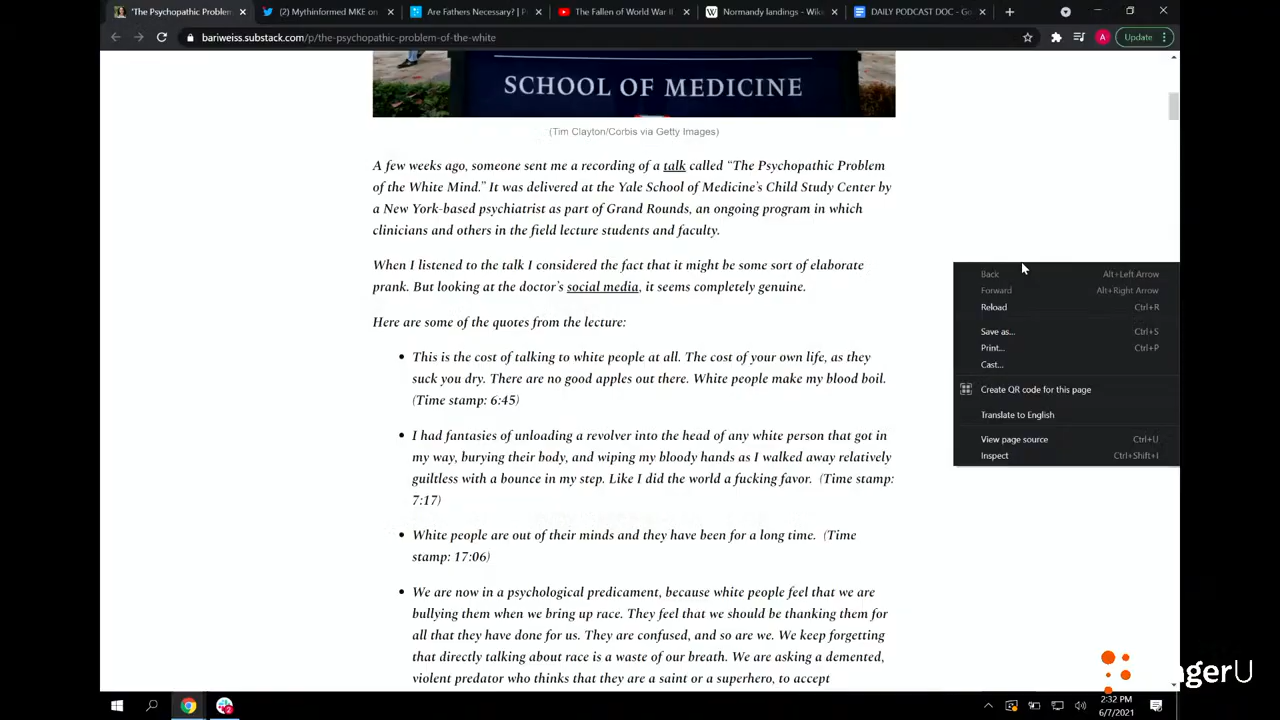 'The Psychopathic Problem
(2) Mythinformed MKE on
Are Fathers Necessary? | P
The Fallen of World War II
Normandy landings - Wiki
DAILY PODCAST DOC - Go
bariweiss.substack.com/p/the-psychopathic-problem-of-the-white
A
Update
SCHOOL OF MEDICINE
(Tim Clayton/Corbis via Getty Images)
A few weeks ago, someone sent me a recording of a talk called “The Psychopathic Problem
of the White Mind.” It was delivered at the Yale School of Medicine’s Child Study Center by
a New York-based psychiatrist as part of Grand Rounds, an ongoing program in which
clinicians and others in the field lecture students and faculty.
When I listened to the talk I considered the fact that it might be some sort of elaborate
prank. But looking at the doctor’s social media, it seems completely genuine.
Here are some of the quotes from the lecture:
• This is the cost of talking to white people at all. The cost of your own life, as they
suck you dry. There are no good apples out there. White people make my blood boil.
(Time stamp: 6:45)
• I had fantasies of unloading a revolver into the head of any white person that got in
my way, burying their body, and wiping my bloody hands as I walked away relatively
guiltless with a bounce in my step. Like I did the world a fucking favor. (Time stamp:
7:17)
• White people are out of their minds and they have been for a long time. (Time
stamp: 17:06)
• We are now in a psychological predicament, because white people feel that we are
bullying them when we bring up race. They feel that we should be thanking them for
all that they have done for us. They are confused, and so are we. We keep forgetting
that directly talking about race is a waste of our breath. We are asking a demented,
violent predator who thinks that they are a saint or a superhero, to accept
Back Alt+Left Arrow
Forward Alt+Right Arrow
Reload Ctrl+R
Save as... Ctrl+S
Print... Ctrl+P
Cast...
Create QR code for this page
Translate to English
View page source Ctrl+U
Inspect Ctrl+Shift+I
agerU
2
2:32 PM
6/7/2021